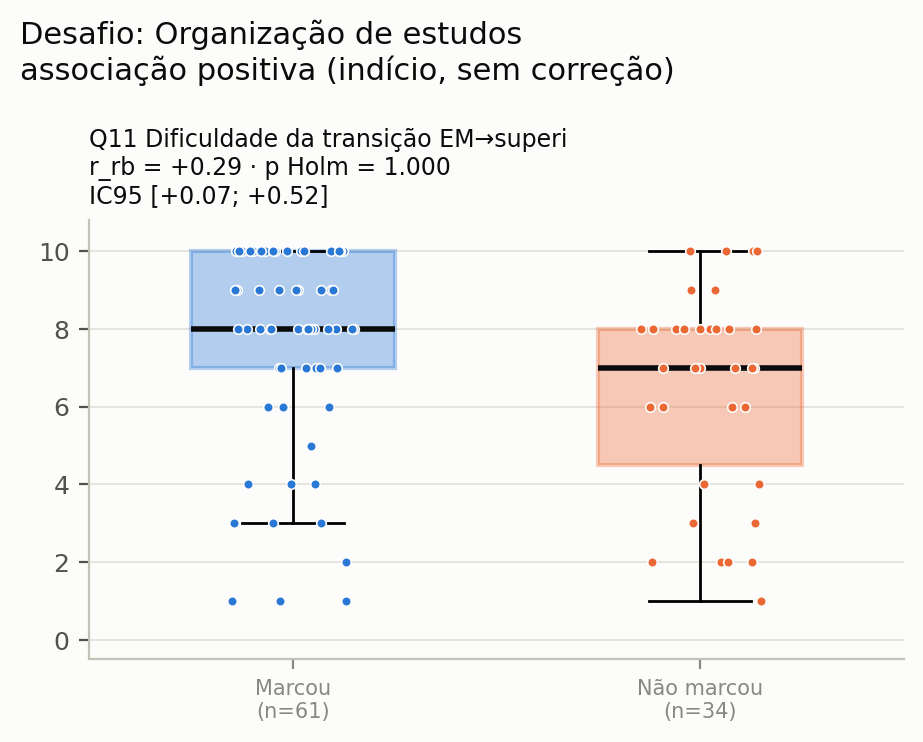 Desafio: Organização de estudos
associação positiva (indício, sem correção)
Q11 Dificuldade da transição EM→superi
r_rb = +0.29 · p Holm = 1.000
IC95 [+0.07; +0.52]
10
8
6
4
2
0
Marcou
(n=61)
Não marcou
(n=34)